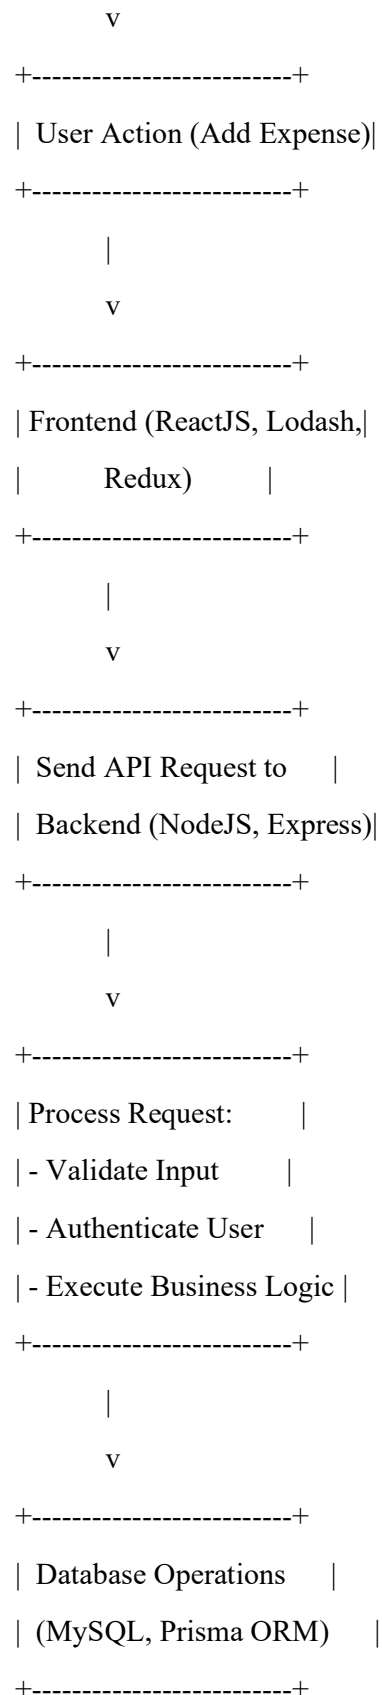 v
+--------------------------+
| User Action (Add Expense)|
+--------------------------+
|
v
+--------------------------+
| Frontend (ReactJS, Lodash,|
| Redux) |
+--------------------------+
|
v
+--------------------------+
| Send API Request to |
| Backend (NodeJS, Express)|
+--------------------------+
|
v
+--------------------------+
| Process Request: |
| - Validate Input |
| - Authenticate User |
| - Execute Business Logic |
+--------------------------+
|
v
+--------------------------+
| Database Operations |
| (MySQL, Prisma ORM) |
+--------------------------+